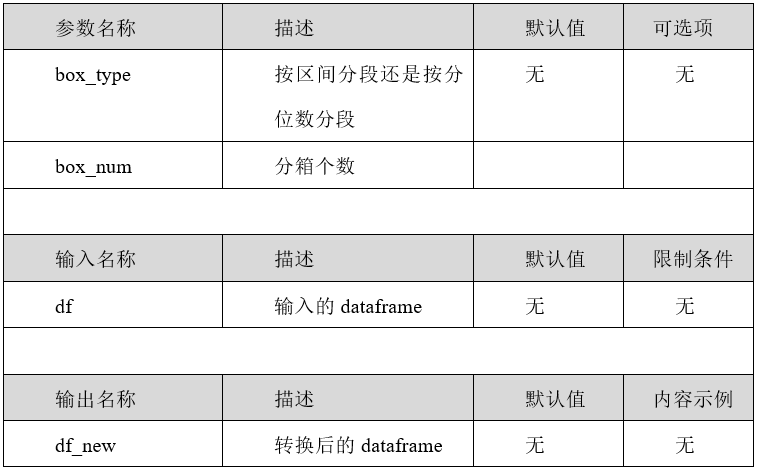 参数名称 描述 默认值 可选项
box_type 按区间分段还是按分 无 无
位数分段
box_num 分箱个数
输入名称 描述 默认值 限制条件
df 输入的 dataframe 无 无
输出名称 描述 默认值 内容示例
df_new 转换后的 dataframe 无 无